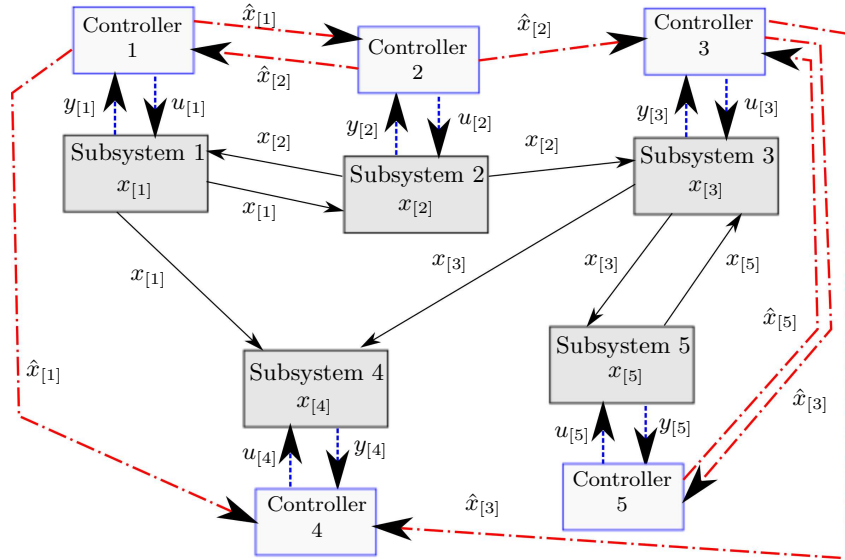 Controller
1
x̂[1]
x̂[2]
Controller
2
x̂[2]
Controller
3
y[1]
u[1]
y[2]
u[2]
y[3]
u[3]
Subsystem 1
x[1]
x[2]
x[1]
Subsystem 2
x[2]
x[2]
Subsystem 3
x[3]
x[1]
x[3]
x[3]
x[5]
x̂[1]
Subsystem 4
x[4]
Subsystem 5
x[5]
x̂[5]
x̂[3]
u[4]
y[4]
u[5]
y[5]
Controller
4
x̂[3]
Controller
5